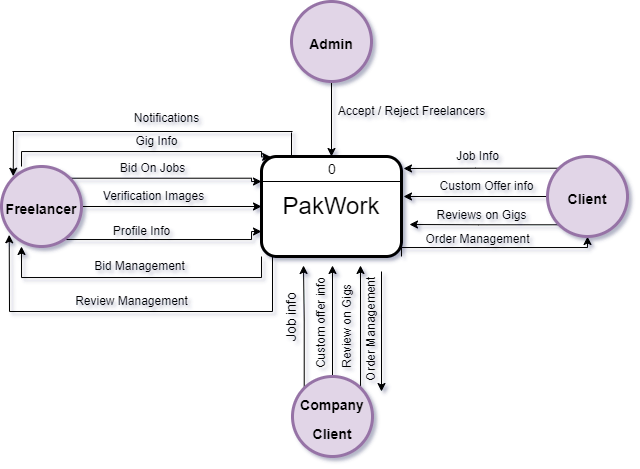 Admin
Accept / Reject Freelancers
Notifications
Gig Info
Bid On Jobs
Verification Images
Profile Info
Bid Management
Review Management
Freelancer
0
PakWork
Job Info
Custom Offer info
Reviews on Gigs
Order Management
Client
Job info
Custom offer info
Review on Gigs
Order Management
Company
Client